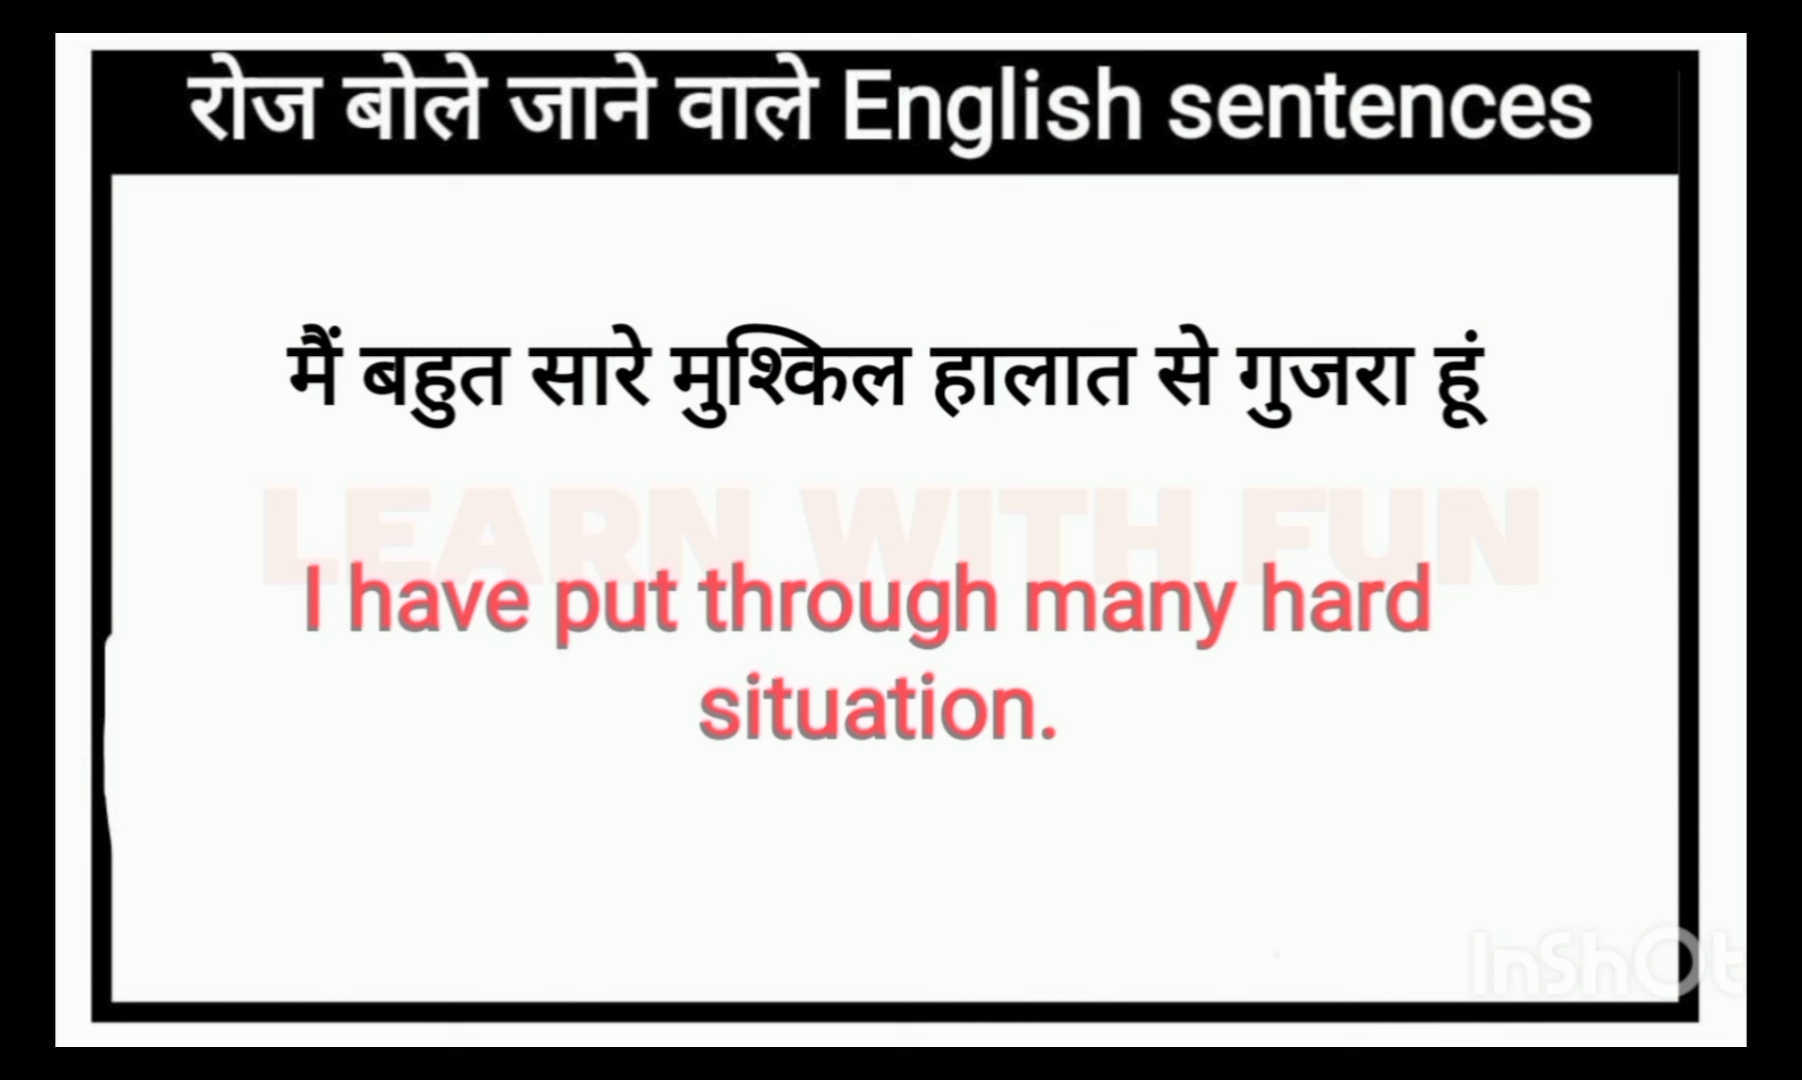 रोज बोले जाने वाले English sentences
मैं बहुत सारे मुश्किल हालात से गुजरा हूं
LEARN WITH FUN
I have put through many hard
situation.
InShOt